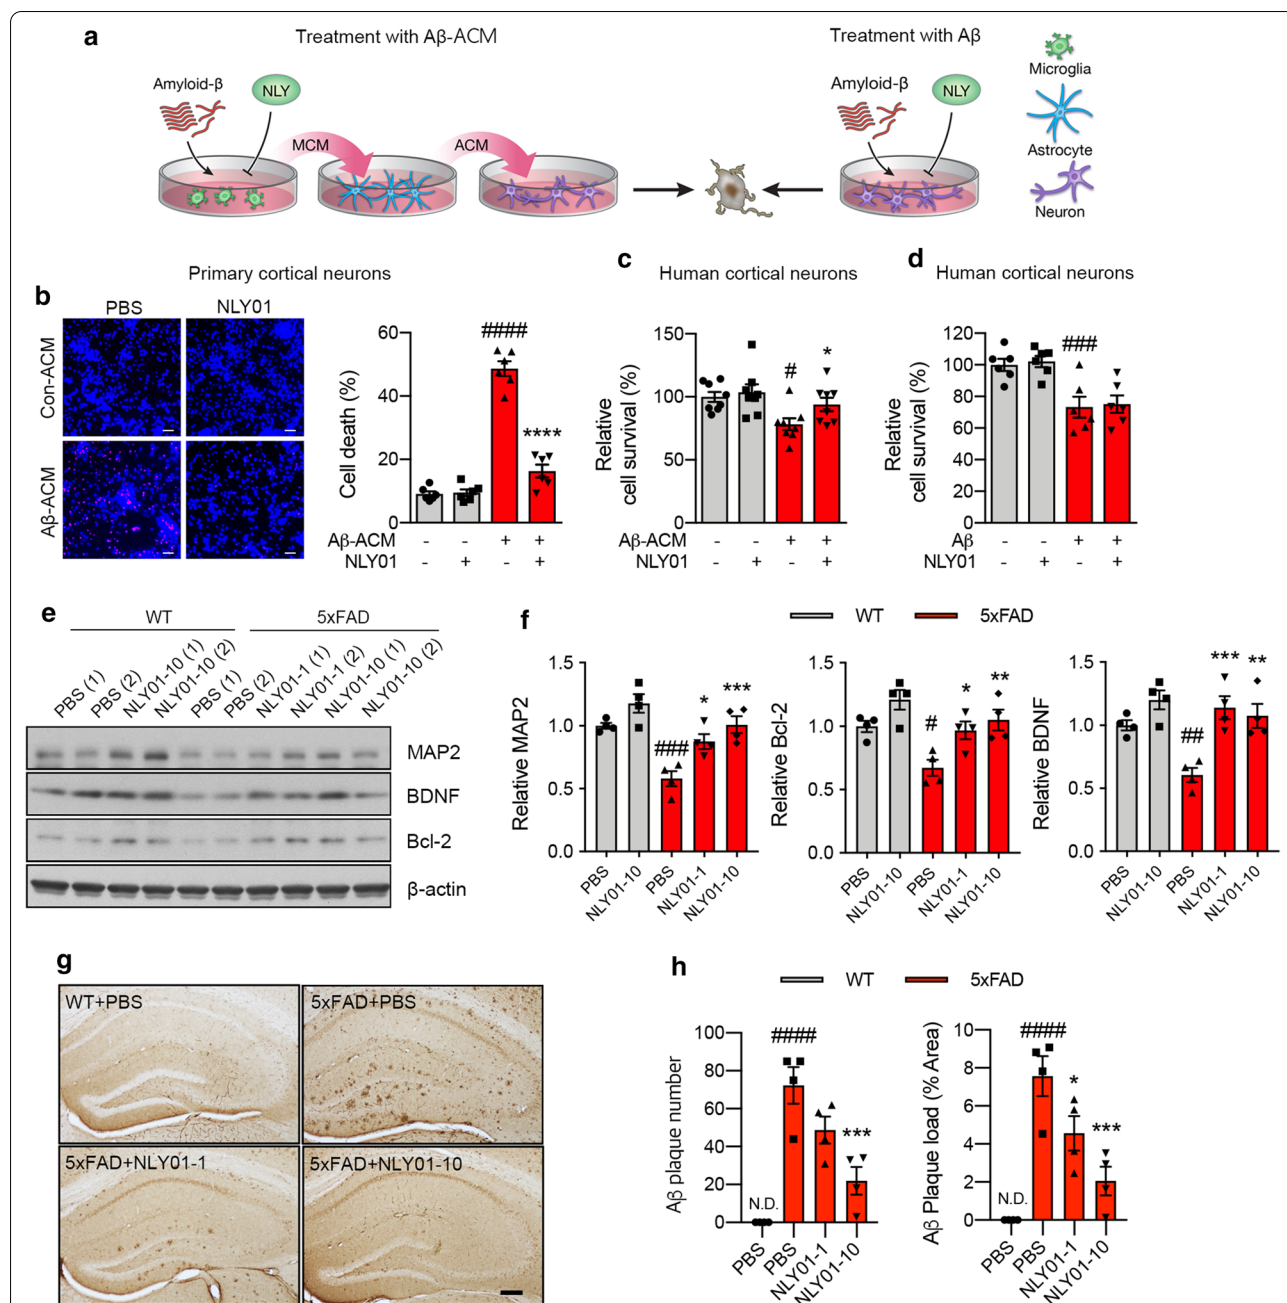 a
Treatment with Aβ-ACM
Treatment with Aβ
Amyloid-β
NLY
MCM
ACM
Amyloid-β
NLY
Microglia
Astrocyte
Neuron
b
Primary cortical neurons
PBS
NLY01
Con-ACM
Aβ-ACM
Cell death (%)
60
40
20
0
####
****
Aβ-ACM - - + +
NLY01 - + - +
c
Human cortical neurons
Relative
cell survival (%)
150
100
50
0
#
*
Aβ-ACM - - + +
NLY01 - + - +
d
Human cortical neurons
Relative
cell survival (%)
120
100
80
60
40
20
0
###
Aβ - - + +
NLY01 - + - +
e
WT
5xFAD
PBS (1)
PBS (2)
NLY01-10 (1)
NLY01-10 (2)
PBS (1)
PBS (2)
NLY01-1 (1)
NLY01-1 (2)
NLY01-10 (1)
NLY01-10 (2)
MAP2
BDNF
Bcl-2
β-actin
f
WT
5xFAD
Relative MAP2
1.5
1.0
0.5
0.0
###
*
***
PBS
NLY01-10
PBS
NLY01-1
NLY01-10
Relative Bcl-2
1.5
1.0
0.5
0.0
#
*
**
PBS
NLY01-10
PBS
NLY01-1
NLY01-10
Relative BDNF
1.5
1.0
0.5
0.0
##
***
**
PBS
NLY01-10
PBS
NLY01-1
NLY01-10
g
WT+PBS
5xFAD+PBS
5xFAD+NLY01-1
5xFAD+NLY01-10
h
WT
5xFAD
Aβ plaque number
100
80
60
40
20
0
N.D.
####
***
PBS
PBS
NLY01-1
NLY01-10
Aβ Plaque load (% Area)
10
8
6
4
2
0
N.D.
####
*
***
PBS
PBS
NLY01-1
NLY01-10